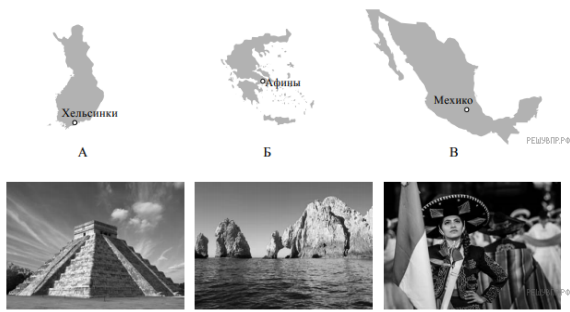 Хельсинки
Афины
Мехико
А
Б
В
РЕШУВПР.РФ
РЕШУВПР.РФ